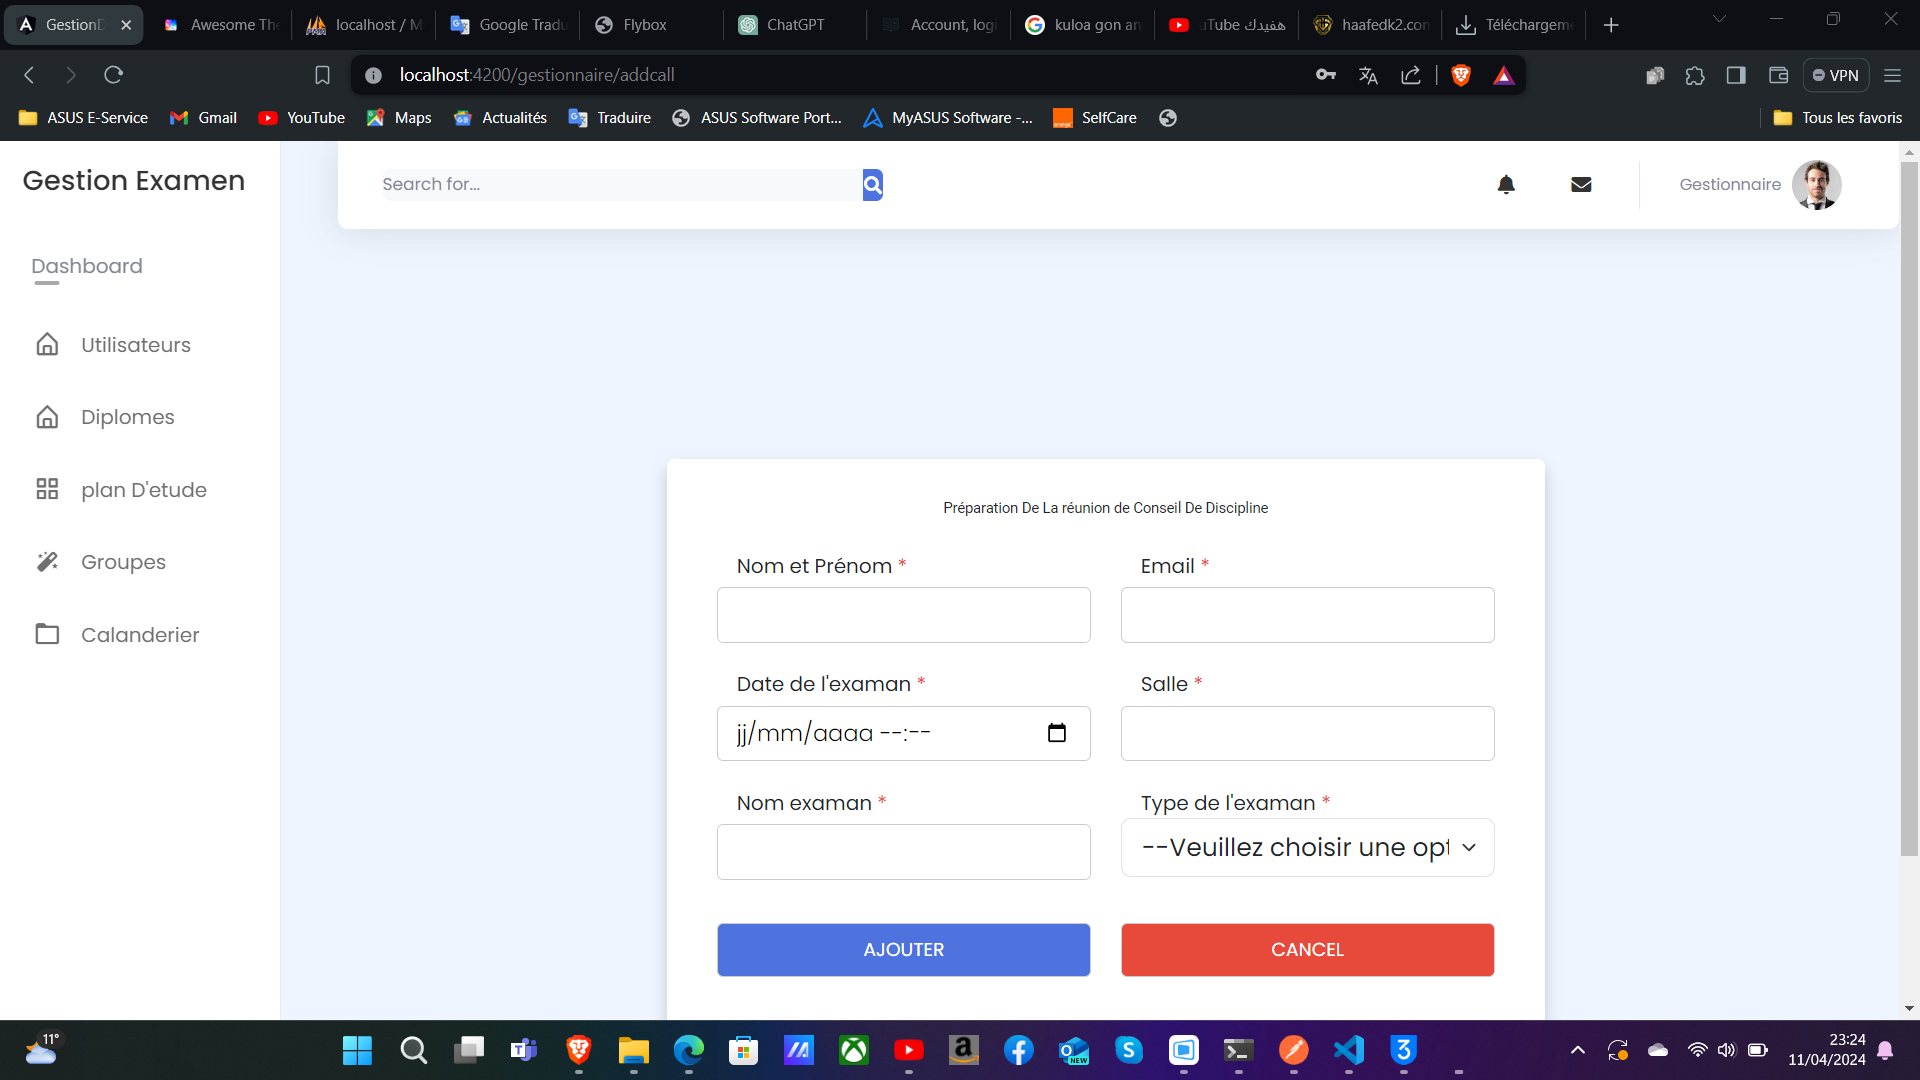 GestionD
Awesome The
localhost / M
Google Tradu
Flybox
ChatGPT
Account, logi
kuloa gon an
uTube هفيدك
haafedk2.con
Téléchargeme
localhost:4200/gestionnaire/addcall
VPN
ASUS E-Service
Gmail
YouTube
Maps
Actualités
Traduire
ASUS Software Port...
MyASUS Software -...
SelfCare
Tous les favoris
Gestion Examen
Search for...
Gestionnaire
Dashboard
Utilisateurs
Diplomes
plan D'etude
Groupes
Calanderier
Préparation De La réunion de Conseil De Discipline
Nom et Prénom *
Email *
Date de l'examan *
Salle *
jj/mm/aaaa --:--
Nom examan *
Type de l'examan *
--Veuillez choisir une opt
AJOUTER
CANCEL
11°
NEW
23:24
11/04/2024